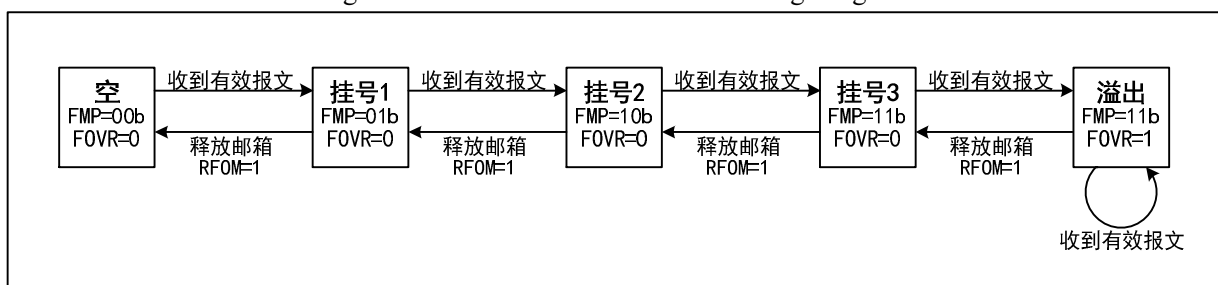 收到有效报文
收到有效报文
收到有效报文
收到有效报文
空
FMP=00b
FOVR=0
挂号1
FMP=01b
FOVR=0
挂号2
FMP=10b
FOVR=0
挂号3
FMP=11b
FOVR=0
溢出
FMP=11b
FOVR=1
释放邮箱
RFOM=1
释放邮箱
RFOM=1
释放邮箱
RFOM=1
释放邮箱
RFOM=1
收到有效报文